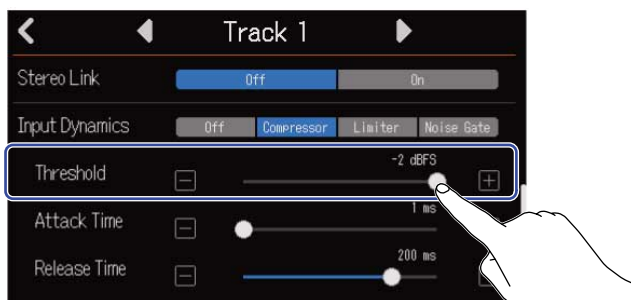 Track 1
Stereo Link Off On
Input Dynamics Off Compressor Limiter Noise Gate
-2 dBFS
Threshold
1 ms
Attack Time
200 ms
Release Time